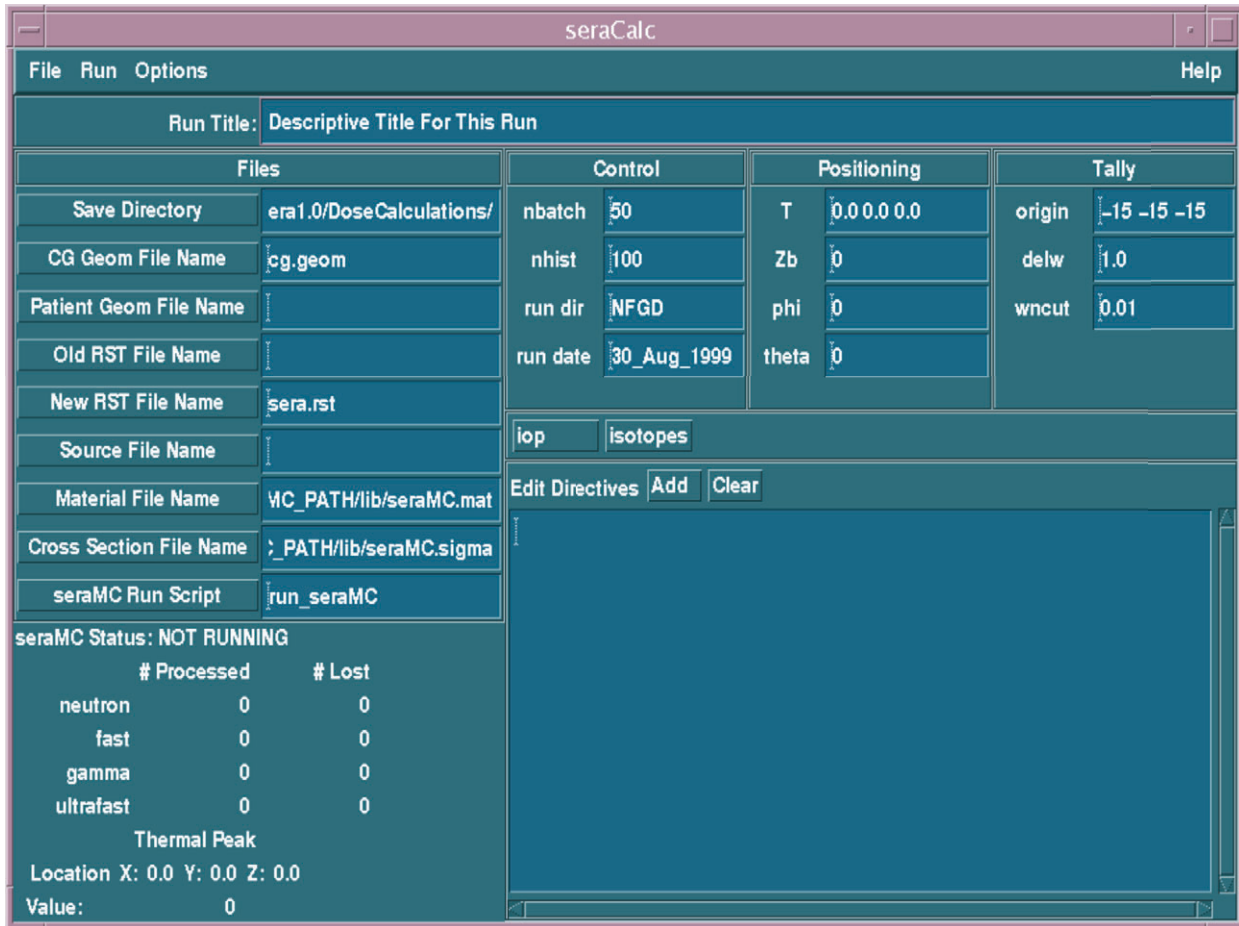 seraCalc
File Run Options Help
Run Title: Descriptive Title For This Run
Files
Save Directory era1.0/DoseCalculations/
CG Geom File Name cg.geom
Patient Geom File Name
Old RST File Name
New RST File Name sera.rst
Source File Name
Material File Name MC_PATH/lib/seraMC.mat
Cross Section File Name _PATH/lib/seraMC.sigma
seraMC Run Script run_seraMC
Control
nbatch 50
nhist 100
run dir NFGD
run date 30_Aug_1999
Positioning
T 0.0 0.0 0.0
Zb 0
phi 0
theta 0
Tally
origin -15 -15 -15
delw 1.0
wncut 0.01
iop isotopes
Edit Directives Add Clear
seraMC Status: NOT RUNNING
# Processed # Lost
neutron 0 0
fast 0 0
gamma 0 0
ultrafast 0 0
Thermal Peak
Location X: 0.0 Y: 0.0 Z: 0.0
Value: 0